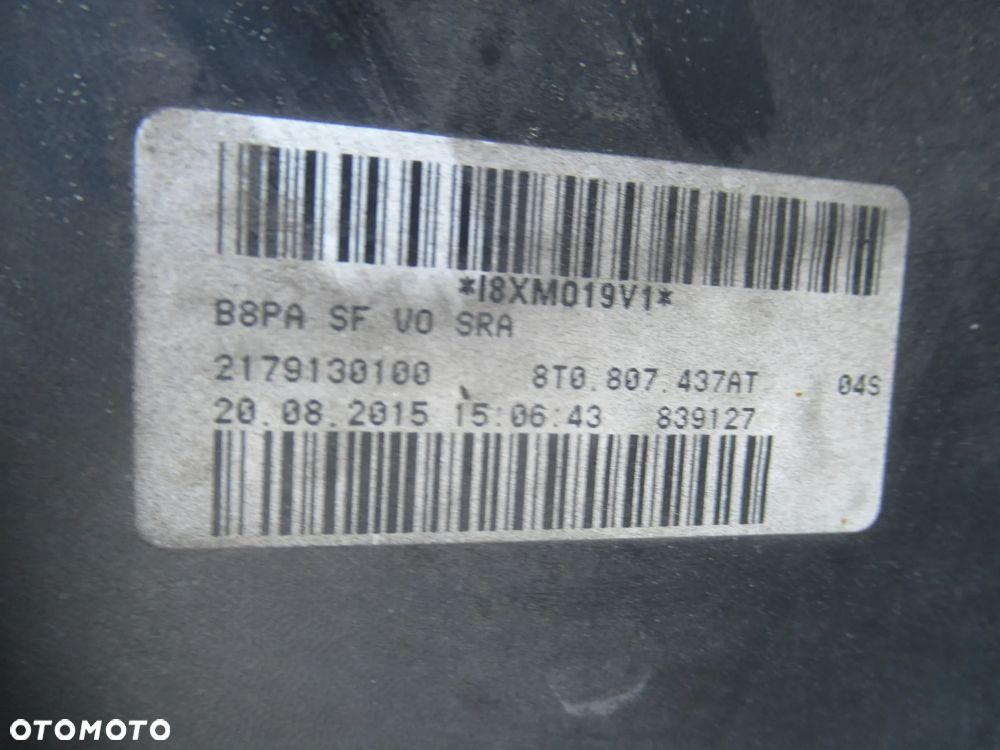 *I8XM019V1*
B8PA SF VO SRA
2179130100 8T0.807.437AT 04S
20.08.2015 15:06:43 839127
OTOMOTO